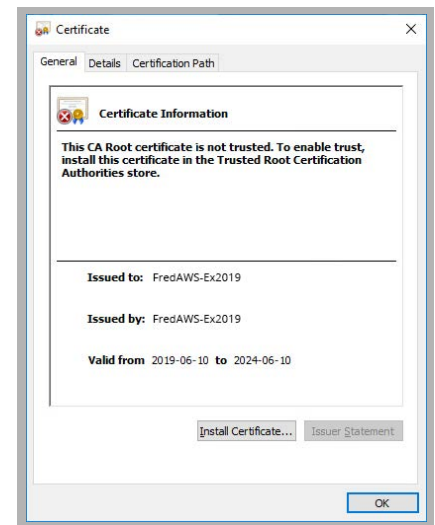 Certificate
General Details Certification Path
Certificate Information
This CA Root certificate is not trusted. To enable trust,
install this certificate in the Trusted Root Certification
Authorities store.
Issued to: FredAWS-Ex2019
Issued by: FredAWS-Ex2019
Valid from 2019-06-10 to 2024-06-10
Install Certificate... Issuer Statement
OK